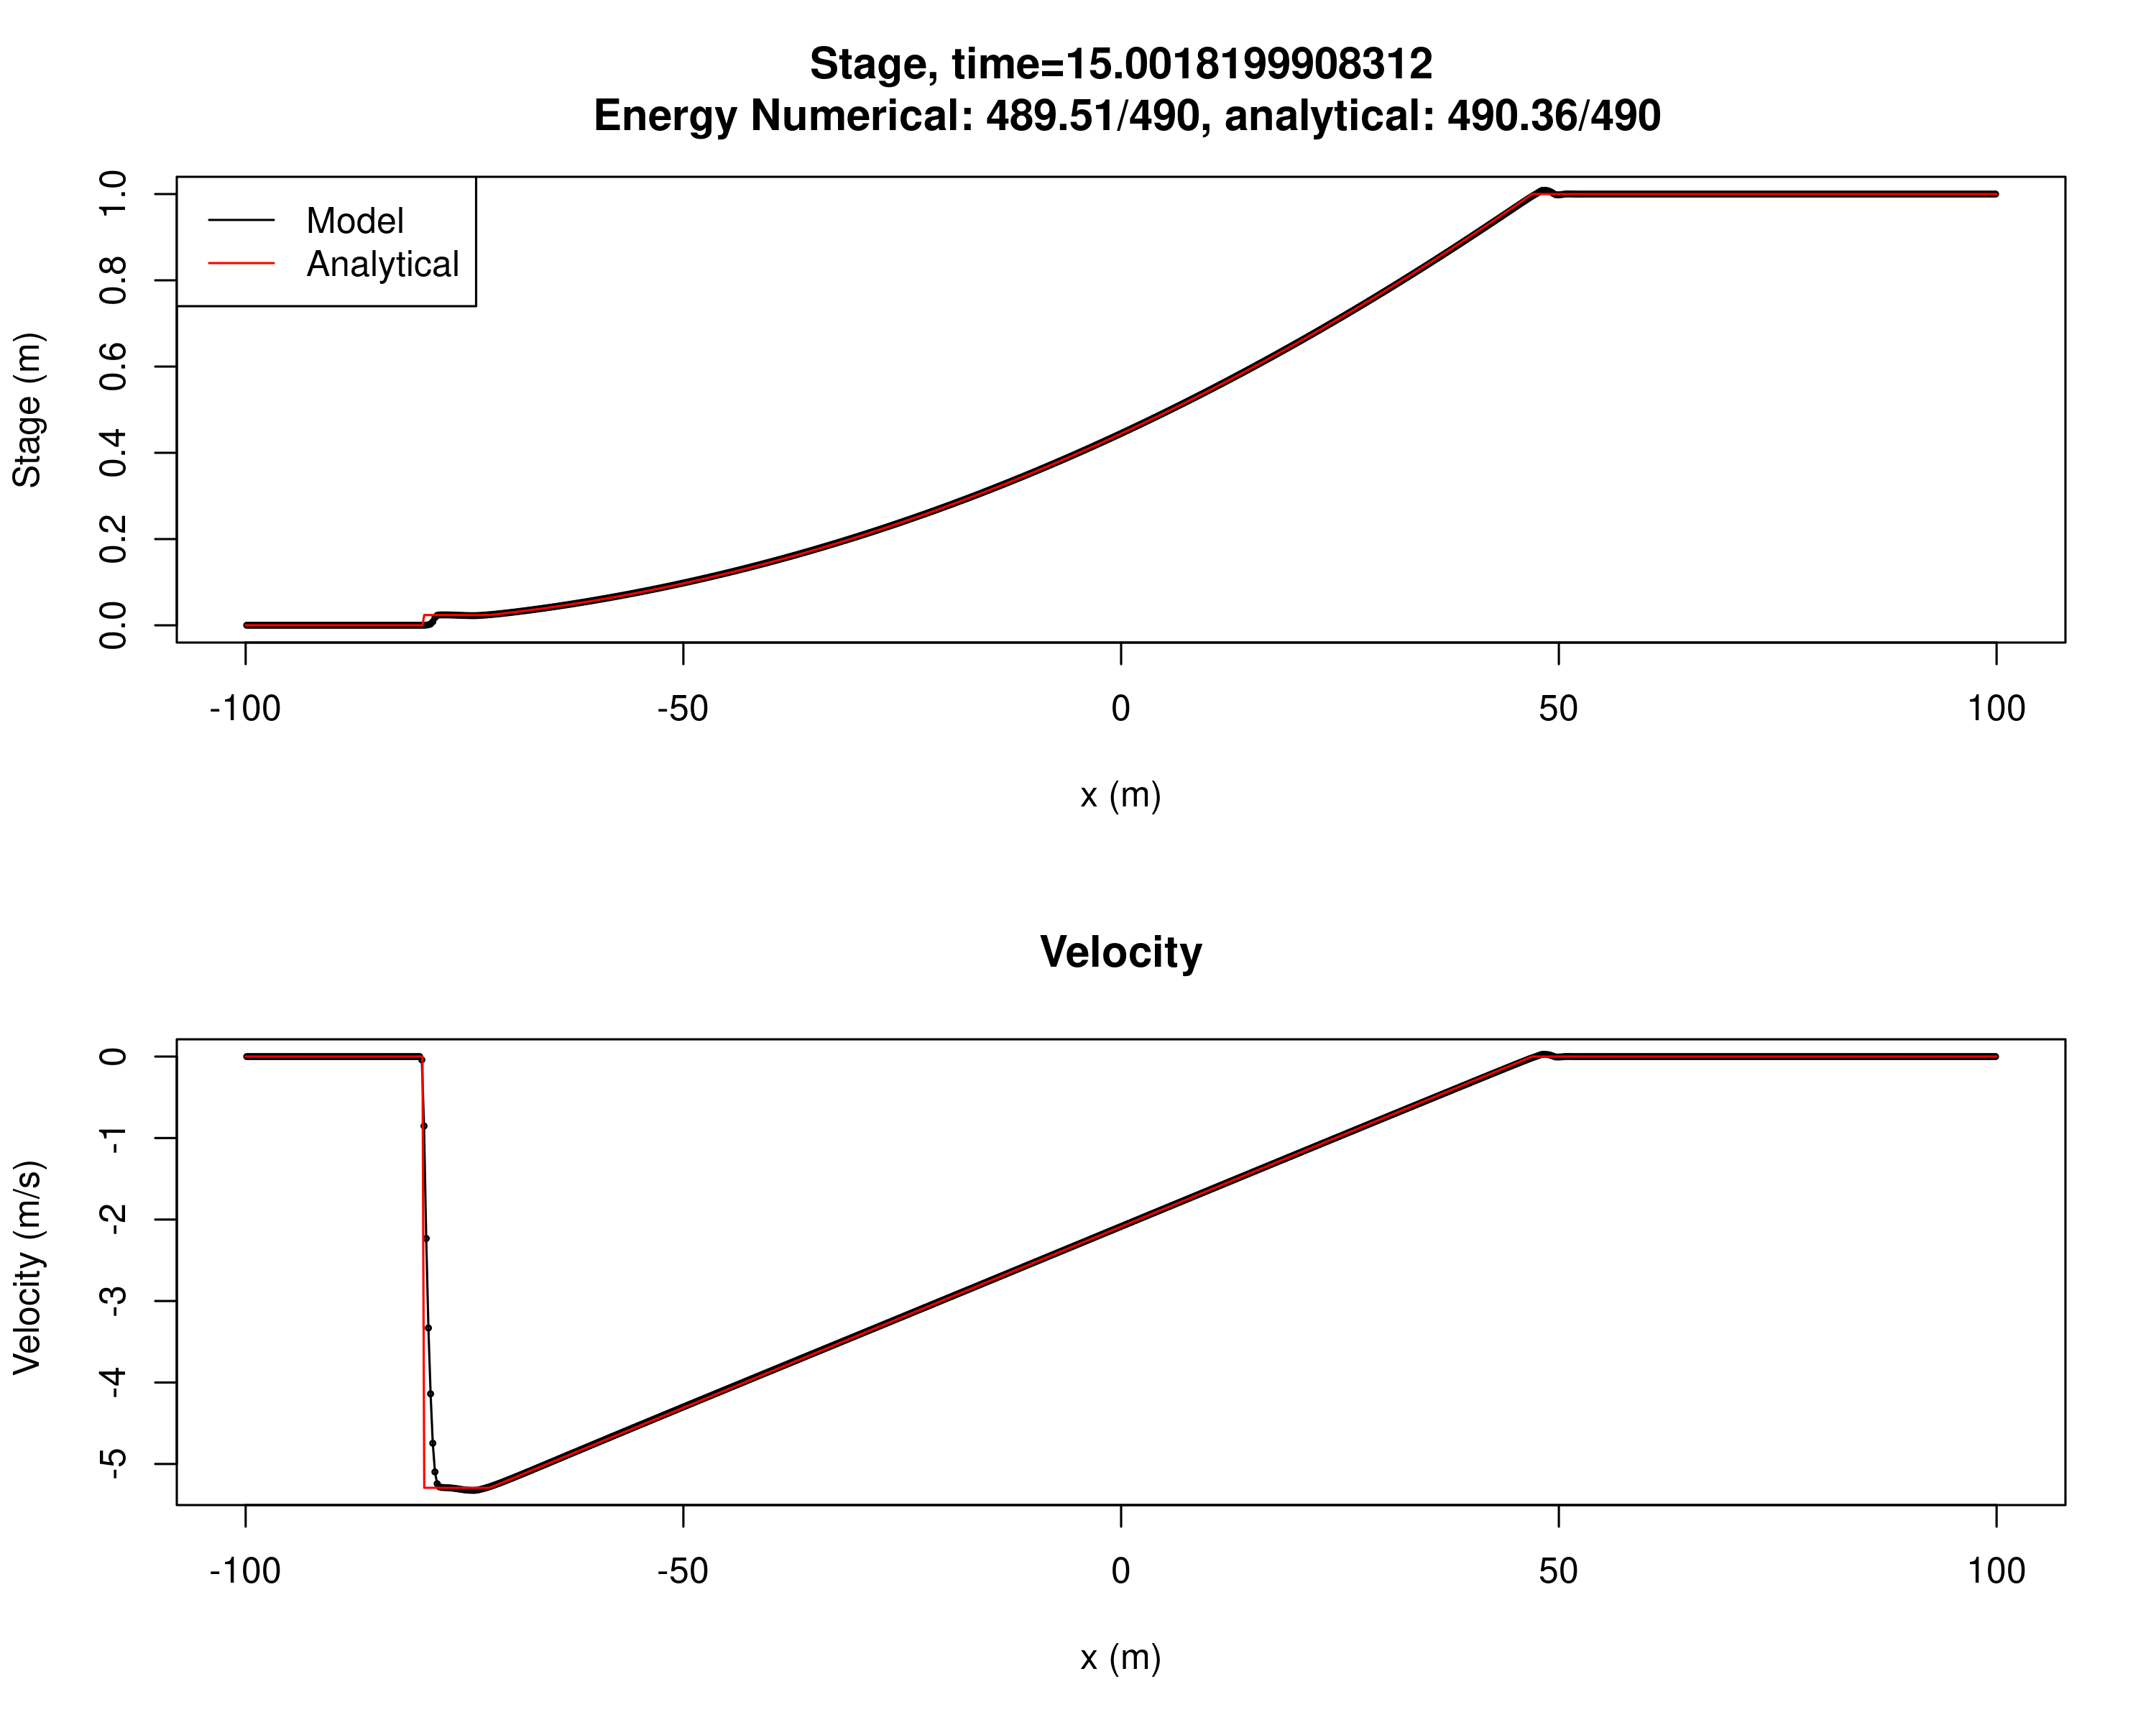 Stage, time=15.0018199908312
Energy Numerical: 489.51/490, analytical: 490.36/490
Model
Analytical
Stage (m)
1.0
0.8
0.6
0.4
0.2
0.0
-100 -50 0 50 100
x (m)
Velocity
Velocity (m/s)
0
-1
-2
-3
-4
-5
-100 -50 0 50 100
x (m)